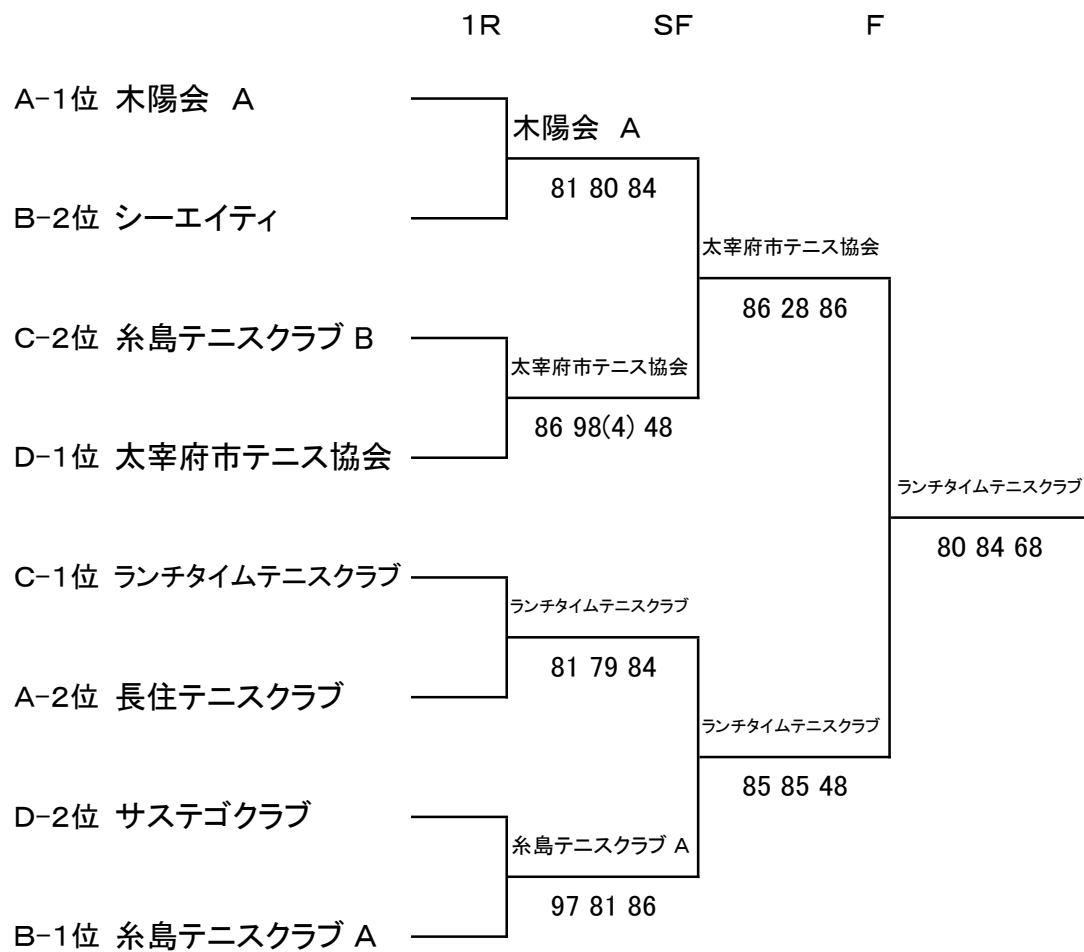 1R SF F
A-1位 木陽会 A
木陽会 A
81 80 84
B-2位 シーエイティ
太宰府市テニス協会
86 28 86
C-2位 糸島テニスクラブ B
太宰府市テニス協会
86 98(4) 48
D-1位 太宰府市テニス協会
ランチタイムテニスクラブ
80 84 68
C-1位 ランチタイムテニスクラブ
ランチタイムテニスクラブ
81 79 84
A-2位 長住テニスクラブ
ランチタイムテニスクラブ
85 85 48
D-2位 サステゴクラブ
糸島テニスクラブ A
97 81 86
B-1位 糸島テニスクラブ A